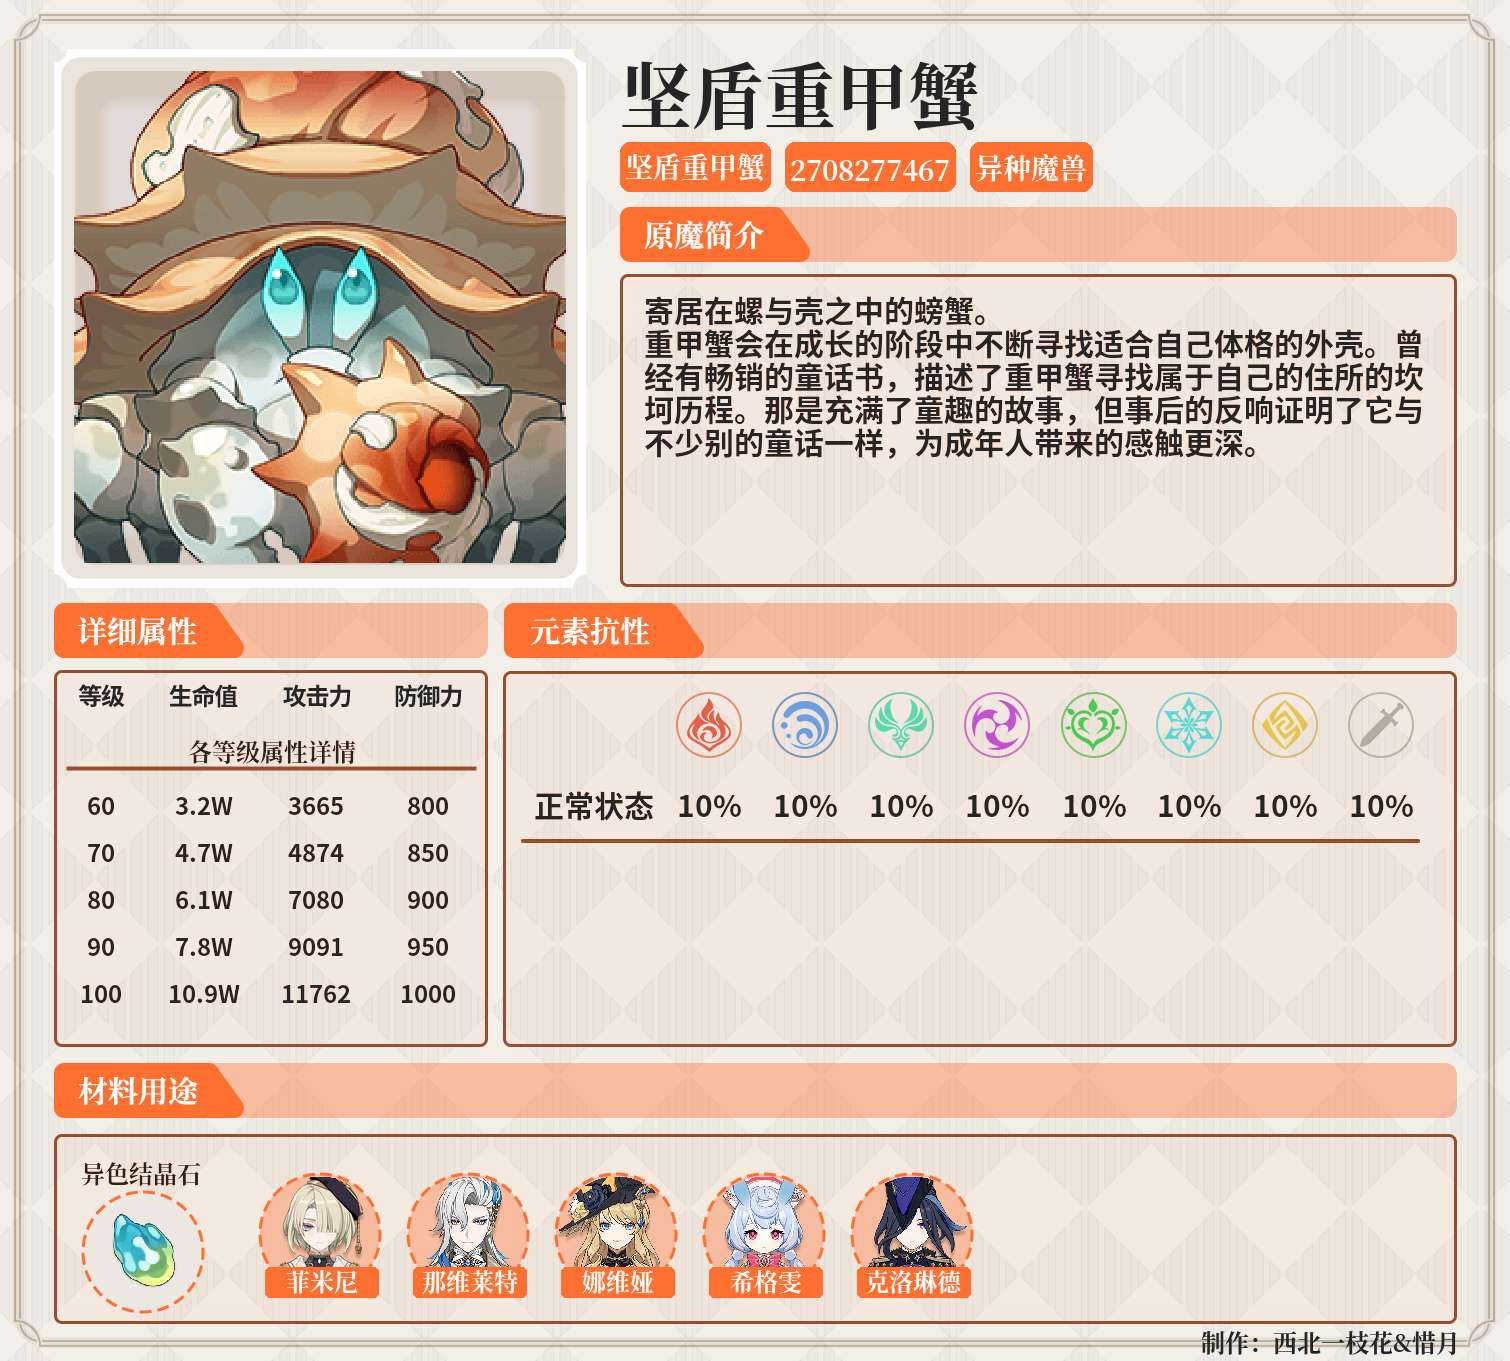 坚盾重甲蟹
坚盾重甲蟹 2708277467 异种魔兽
原魔简介
寄居在螺与壳之中的螃蟹。
重甲蟹会在成长的阶段中不断寻找适合自己体格的外壳。曾
经有畅销的童话书，描述了重甲蟹寻找属于自己的住所的坎
坷历程。那是充满了童趣的故事，但事后的反响证明了它与
不少别的童话一样，为成年人带来的感触更深。
详细属性
等级 生命值 攻击力 防御力
各等级属性详情
60 3.2W 3665 800
70 4.7W 4874 850
80 6.1W 7080 900
90 7.8W 9091 950
100 10.9W 11762 1000
元素抗性
正常状态 10% 10% 10% 10% 10% 10% 10% 10%
材料用途
异色结晶石
菲米尼 那维莱特 娜维娅 希格雯 克洛琳德
制作：西北一枝花&惜月